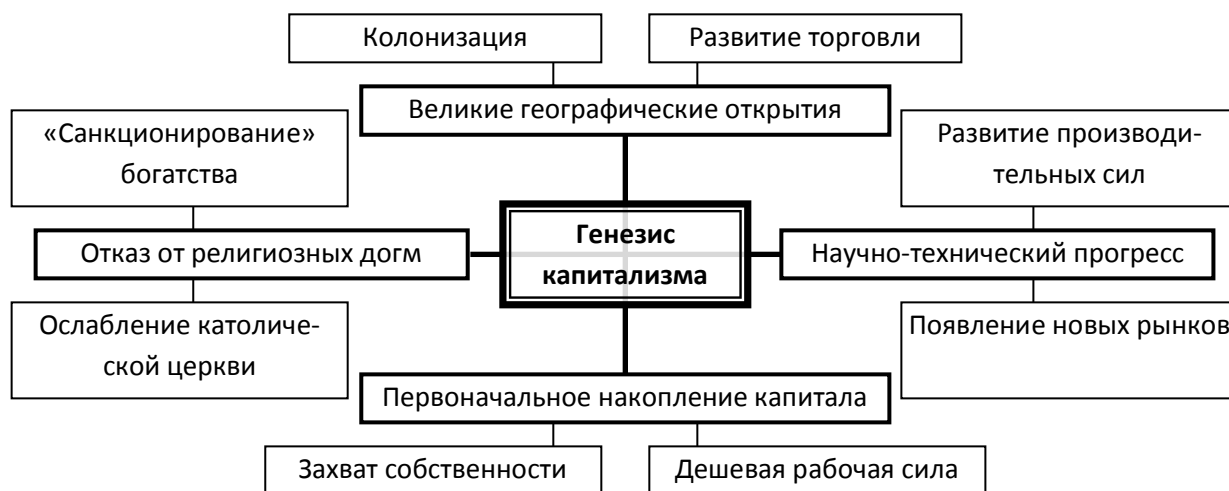 Колонизация
Развитие торговли
Великие географические открытия
«Санкционирование»
богатства
Развитие производи-
тельных сил
Отказ от религиозных догм
Генезис
капитализма
Научно-технический прогресс
Ослабление католиче-
ской церкви
Появление новых рынков
Первоначальное накопление капитала
Захват собственности
Дешевая рабочая сила